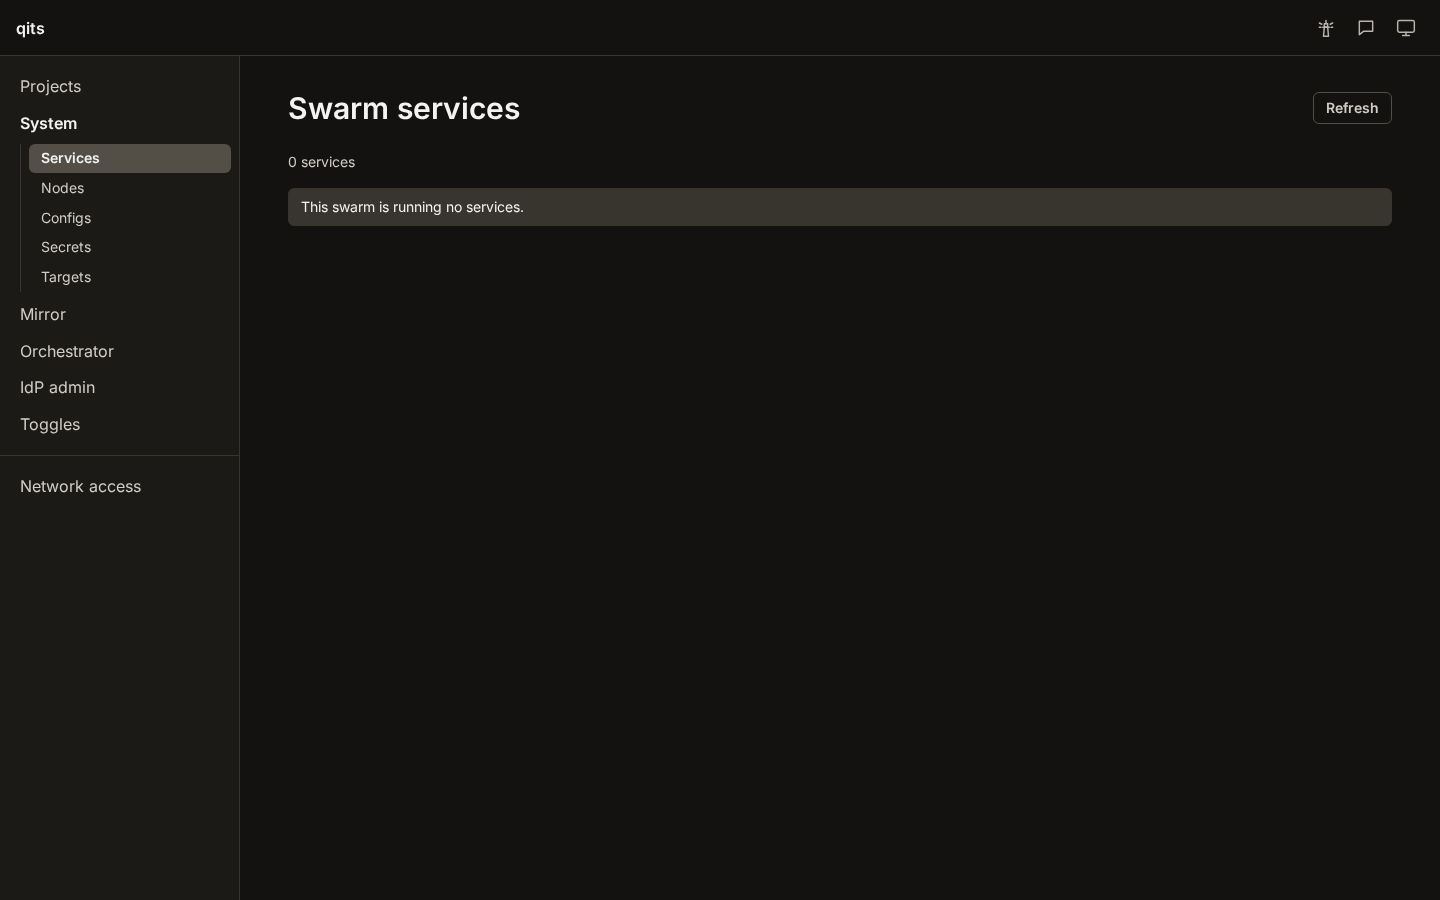 qits
Projects
System
Services
Nodes
Configs
Secrets
Targets
Mirror
Orchestrator
IdP admin
Toggles
Network access
Swarm services
Refresh
0 services
This swarm is running no services.